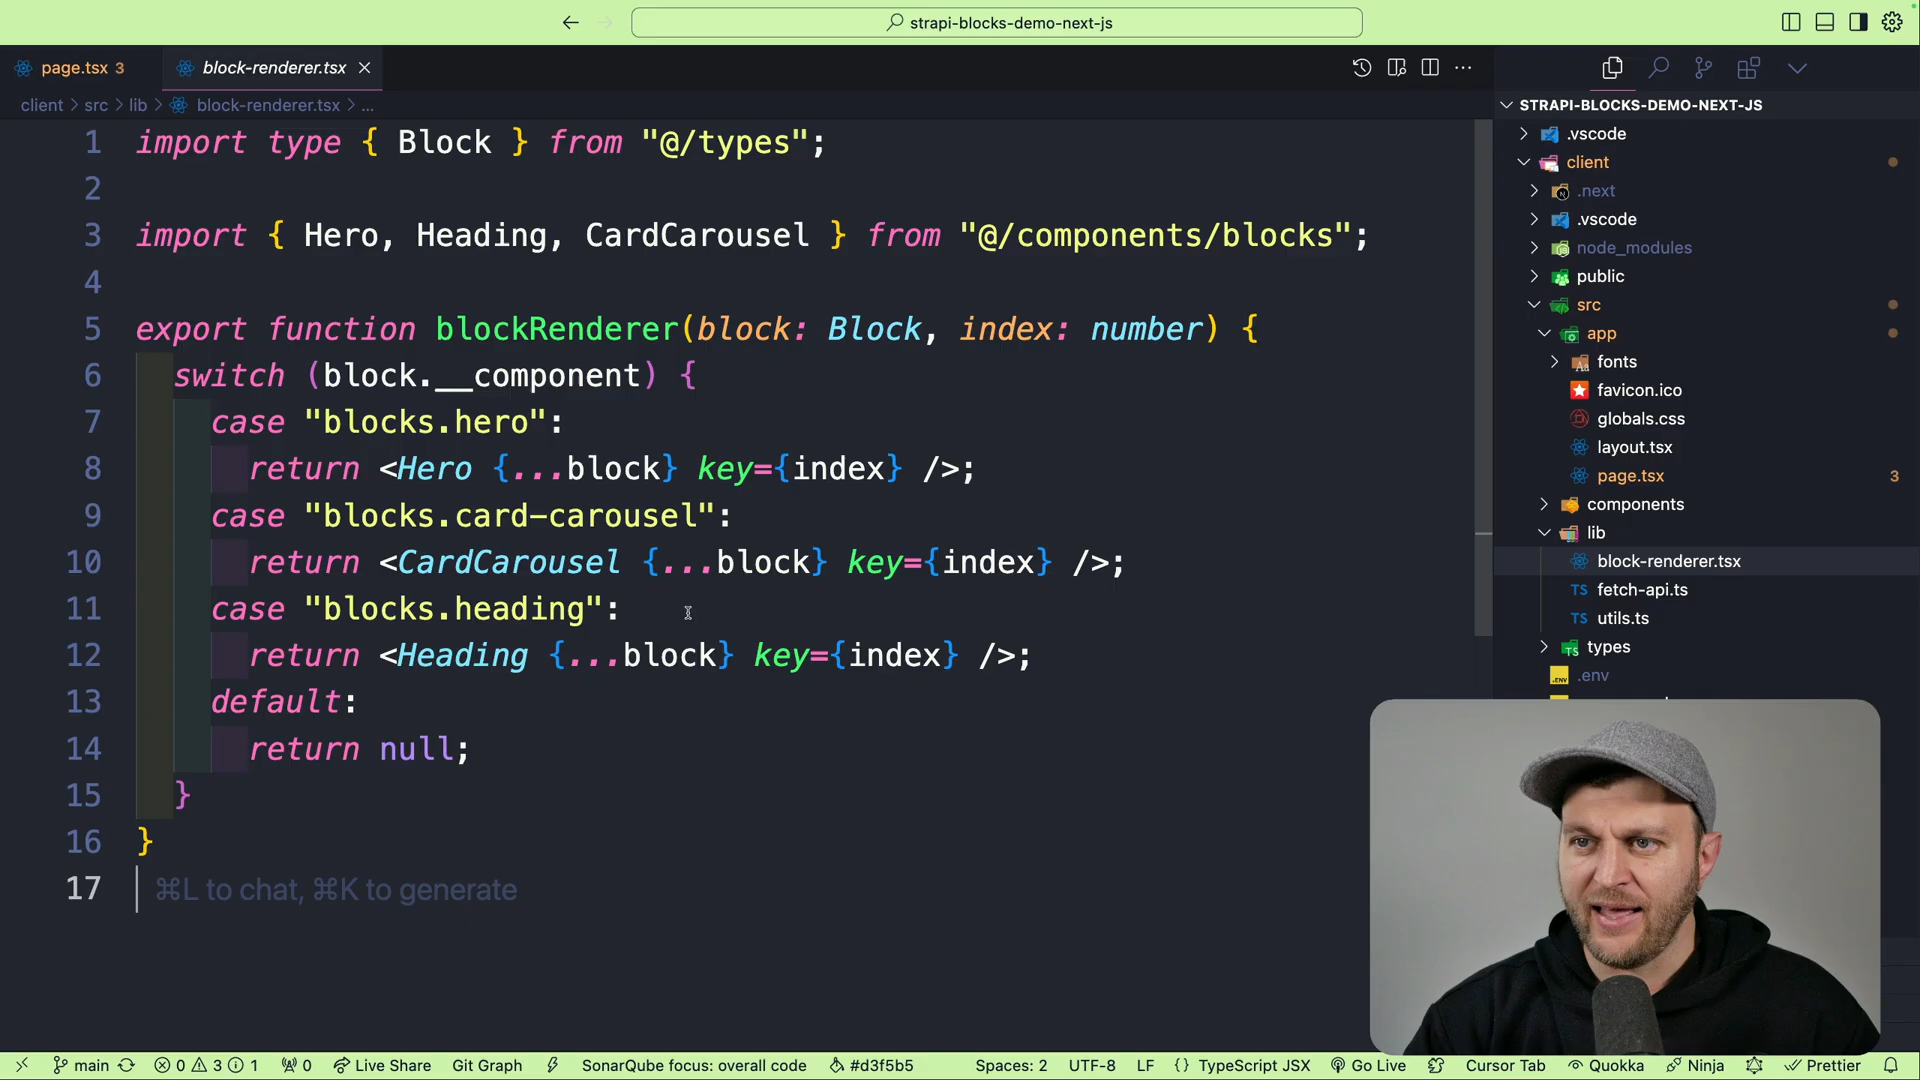 strapi-blocks-demo-next-js
page.tsx 3
block-renderer.tsx
client > src > lib > block-renderer.tsx > ...
1 import type { Block } from "@/types";
2
3 import { Hero, Heading, CardCarousel } from "@/components/blocks";
4
5 export function blockRenderer(block: Block, index: number) {
6 switch (block.__component) {
7 case "blocks.hero":
8 return <Hero {...block} key={index} />;
9 case "blocks.card-carousel":
10 return <CardCarousel {...block} key={index} />;
11 case "blocks.heading":
12 return <Heading {...block} key={index} />;
13 default:
14 return null;
15 }
16 }
17 ⌘L to chat, ⌘K to generate
STRAPI-BLOCKS-DEMO-NEXT-JS
.vscode
client
.next
.vscode
node_modules
public
src
app
fonts
favicon.ico
globals.css
layout.tsx
page.tsx 3
components
lib
block-renderer.tsx
TS fetch-api.ts
TS utils.ts
types
.env
main 0 3 1 0 Live Share Git Graph SonarQube focus: overall code #d3f5b5 Spaces: 2 UTF-8 LF {} TypeScript JSX Go Live Cursor Tab Quokka Ninja Prettier